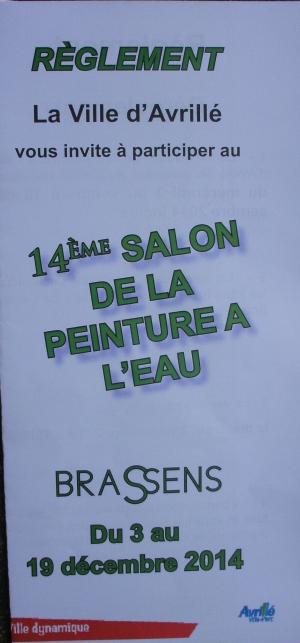 RÈGLEMENT
La Ville d'Avrillé
vous invite à participer au
14ÈME SALON
DE LA
PEINTURE A
L'EAU
BRASSENS
Du 3 au
19 décembre 2014
Ville dynamique
Avrillé